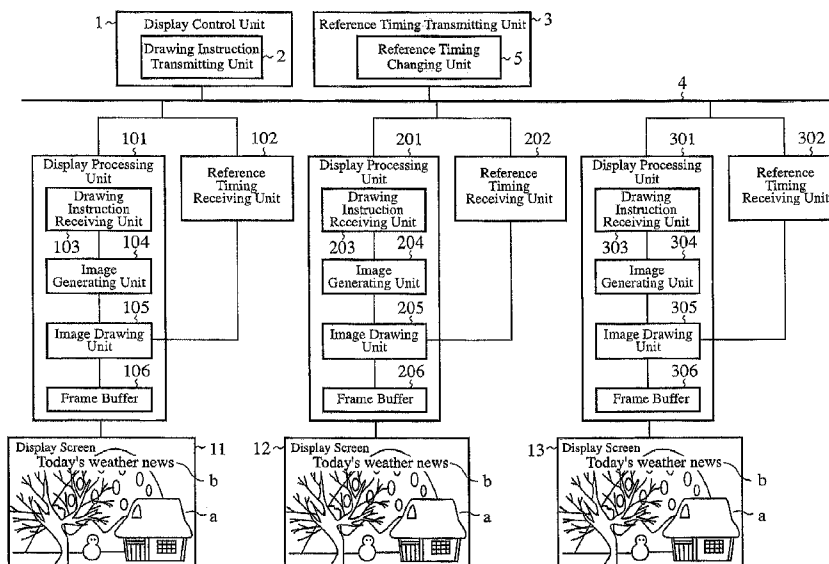 1
Display Control Unit
Drawing Instruction
Transmitting Unit
2
Reference Timing Transmitting Unit
3
Reference Timing
Changing Unit
5
4
101
102
201
202
301
302
Display Processing
Unit
Drawing
Instruction
Receiving Unit
103
104
Image
Generating Unit
105
Image Drawing
Unit
106
Frame Buffer
Reference
Timing
Receiving Unit
Display Processing
Unit
Drawing
Instruction
Receiving Unit
203
204
Image
Generating Unit
205
Image Drawing
Unit
206
Frame Buffer
Reference
Timing
Receiving Unit
Display Processing
Unit
Drawing
Instruction
Receiving Unit
303
304
Image
Generating Unit
305
Image Drawing
Unit
306
Frame Buffer
Reference
Timing
Receiving Unit
Display Screen
11
Today's weather news
b
a
12
Display Screen
Today's weather news
b
a
13
Display Screen
Today's weather news
b
a